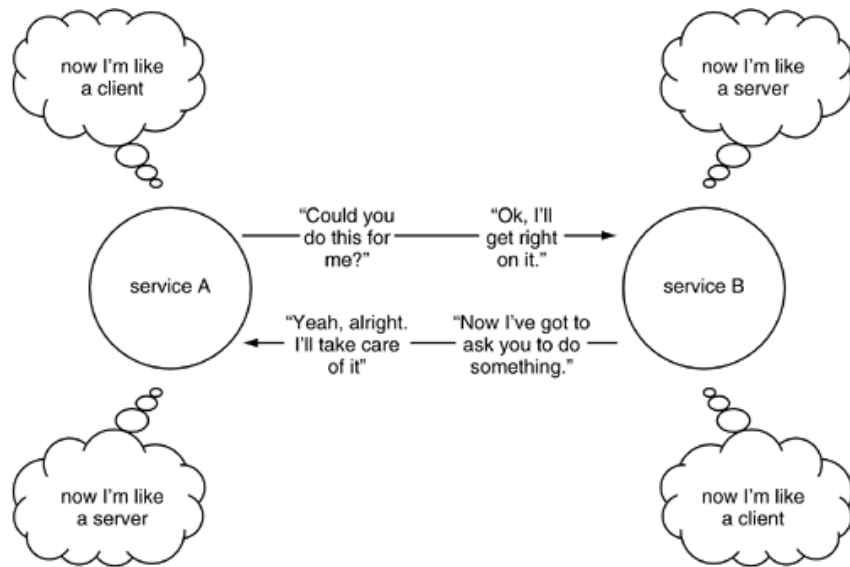 now I'm like
a client
now I'm like
a server
“Could you
do this for
me?”
“Ok, I'll
get right
on it.”
service A
service B
“Yeah, alright.
I'll take care
of it”
“Now I've got to
ask you to do
something.”
now I'm like
a server
now I'm like
a client